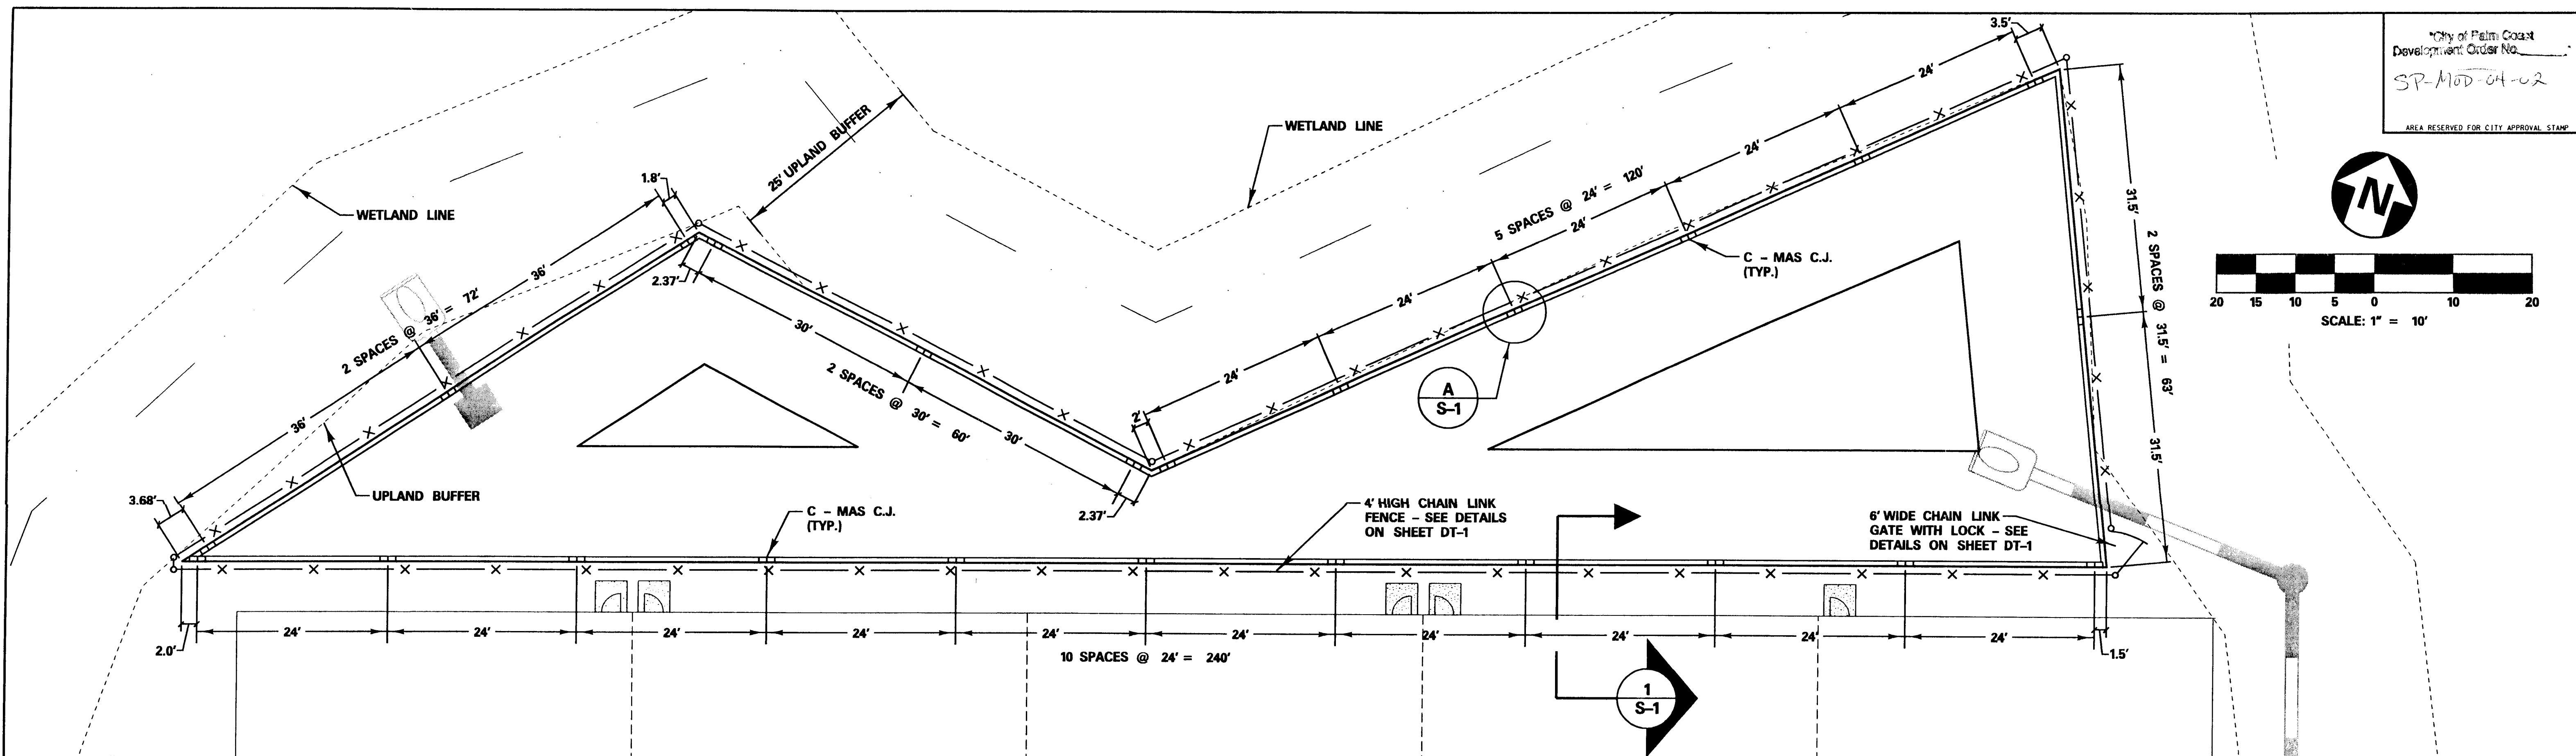 "City of Palm Coast
Development Order No.______."
SP-MOD-04-02
AREA RESERVED FOR CITY APPROVAL STAMP
N
20 15 10 5 0 10 20
SCALE: 1" = 10'
3.5'
24'
24'
24'
24'
24'
5 SPACES @ 24' = 120'
WETLAND LINE
25' UPLAND BUFFER
WETLAND LINE
1.8'
36'
2 SPACES @ 36' = 72'
36'
3.68'
UPLAND BUFFER
2.37'
30'
2 SPACES @ 30' = 60'
30'
2.37'
2'
C - MAS C.J.
(TYP.)
A
S-1
31.5'
2 SPACES @ 31.5' = 63'
31.5'
C - MAS C.J.
(TYP.)
4' HIGH CHAIN LINK
FENCE - SEE DETAILS
ON SHEET DT-1
6' WIDE CHAIN LINK
GATE WITH LOCK - SEE
DETAILS ON SHEET DT-1
2.0'
24' 24' 24' 24' 24' 24' 24' 24' 24' 24'
1.5'
10 SPACES @ 24' = 240'
1
S-1